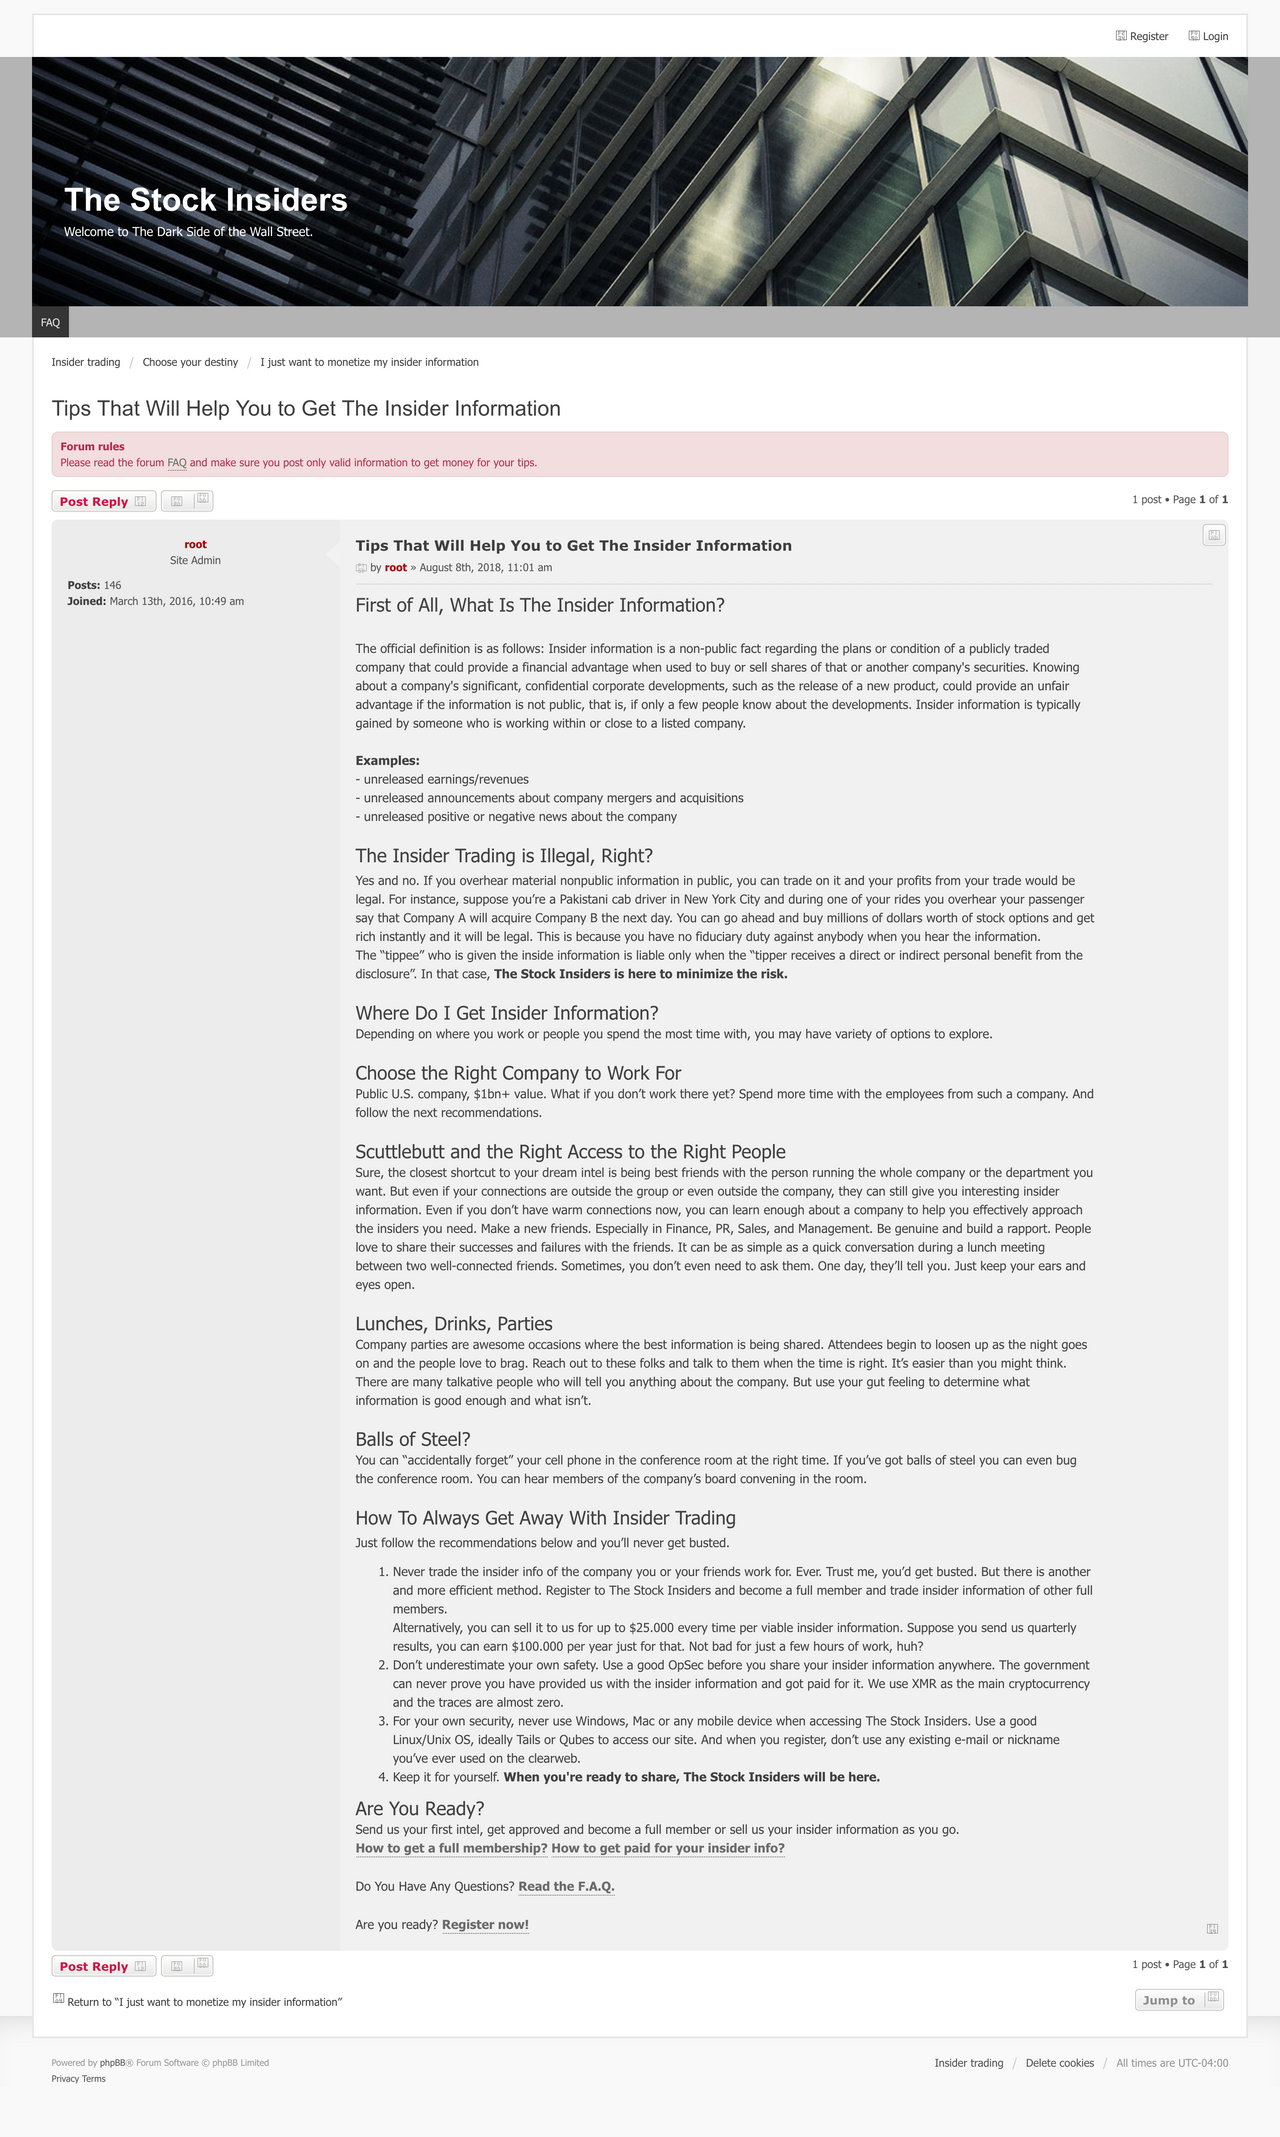 Register Login
The Stock Insiders
Welcome to The Dark Side of the Wall Street.
FAQ
Insider trading / Choose your destiny / I just want to monetize my insider information
Tips That Will Help You to Get The Insider Information
Forum rules
Please read the forum FAQ and make sure you post only valid information to get money for your tips.
Post Reply
1 post • Page 1 of 1
root
Site Admin
Posts: 146
Joined: March 13th, 2016, 10:49 am
Tips That Will Help You to Get The Insider Information
by root » August 8th, 2018, 11:01 am
First of All, What Is The Insider Information?
The official definition is as follows: Insider information is a non-public fact regarding the plans or condition of a publicly traded
company that could provide a financial advantage when used to buy or sell shares of that or another company's securities. Knowing
about a company's significant, confidential corporate developments, such as the release of a new product, could provide an unfair
advantage if the information is not public, that is, if only a few people know about the developments. Insider information is typically
gained by someone who is working within or close to a listed company.
Examples:
- unreleased earnings/revenues
- unreleased announcements about company mergers and acquisitions
- unreleased positive or negative news about the company
The Insider Trading is Illegal, Right?
Yes and no. If you overhear material nonpublic information in public, you can trade on it and your profits from your trade would be
legal. For instance, suppose you’re a Pakistani cab driver in New York City and during one of your rides you overhear your passenger
say that Company A will acquire Company B the next day. You can go ahead and buy millions of dollars worth of stock options and get
rich instantly and it will be legal. This is because you have no fiduciary duty against anybody when you hear the information.
The “tippee” who is given the inside information is liable only when the “tipper receives a direct or indirect personal benefit from the
disclosure”. In that case, The Stock Insiders is here to minimize the risk.
Where Do I Get Insider Information?
Depending on where you work or people you spend the most time with, you may have variety of options to explore.
Choose the Right Company to Work For
Public U.S. company, $1bn+ value. What if you don’t work there yet? Spend more time with the employees from such a company. And
follow the next recommendations.
Scuttlebutt and the Right Access to the Right People
Sure, the closest shortcut to your dream intel is being best friends with the person running the whole company or the department you
want. But even if your connections are outside the group or even outside the company, they can still give you interesting insider
information. Even if you don’t have warm connections now, you can learn enough about a company to help you effectively approach
the insiders you need. Make a new friends. Especially in Finance, PR, Sales, and Management. Be genuine and build a rapport. People
love to share their successes and failures with the friends. It can be as simple as a quick conversation during a lunch meeting
between two well-connected friends. Sometimes, you don’t even need to ask them. One day, they’ll tell you. Just keep your ears and
eyes open.
Lunches, Drinks, Parties
Company parties are awesome occasions where the best information is being shared. Attendees begin to loosen up as the night goes
on and the people love to brag. Reach out to these folks and talk to them when the time is right. It’s easier than you might think.
There are many talkative people who will tell you anything about the company. But use your gut feeling to determine what
information is good enough and what isn’t.
Balls of Steel?
You can “accidentally forget” your cell phone in the conference room at the right time. If you’ve got balls of steel you can even bug
the conference room. You can hear members of the company’s board convening in the room.
How To Always Get Away With Insider Trading
Just follow the recommendations below and you’ll never get busted.
1. Never trade the insider info of the company you or your friends work for. Ever. Trust me, you’d get busted. But there is another
and more efficient method. Register to The Stock Insiders and become a full member and trade insider information of other full
members.
Alternatively, you can sell it to us for up to $25.000 every time per viable insider information. Suppose you send us quarterly
results, you can earn $100.000 per year just for that. Not bad for just a few hours of work, huh?
2. Don’t underestimate your own safety. Use a good OpSec before you share your insider information anywhere. The government
can never prove you have provided us with the insider information and got paid for it. We use XMR as the main cryptocurrency
and the traces are almost zero.
3. For your own security, never use Windows, Mac or any mobile device when accessing The Stock Insiders. Use a good
Linux/Unix OS, ideally Tails or Qubes to access our site. And when you register, don’t use any existing e-mail or nickname
you’ve ever used on the clearweb.
4. Keep it for yourself. When you're ready to share, The Stock Insiders will be here.
Are You Ready?
Send us your first intel, get approved and become a full member or sell us your insider information as you go.
How to get a full membership? How to get paid for your insider info?
Do You Have Any Questions? Read the F.A.Q.
Are you ready? Register now!
Post Reply
1 post • Page 1 of 1
Return to “I just want to monetize my insider information”
Jump to
Powered by phpBB® Forum Software © phpBB Limited
Insider trading / Delete cookies / All times are UTC-04:00
Privacy Terms